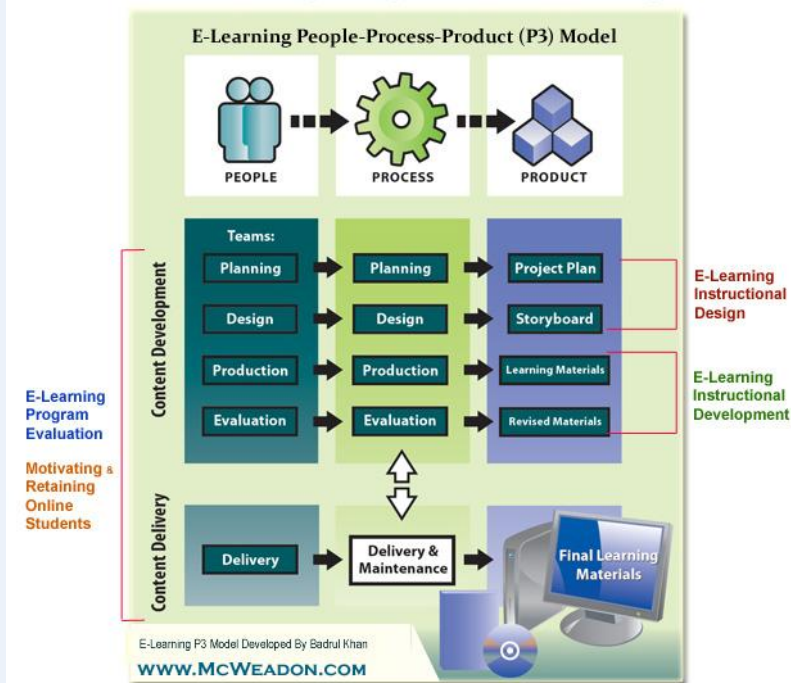 E-Learning People-Process-Product (P3) Model
PEOPLE
PROCESS
PRODUCT
Content Development
Teams:
Planning
Planning
Project Plan
Design
Design
Storyboard
Production
Production
Learning Materials
Evaluation
Evaluation
Revised Materials
E-Learning
Instructional
Design
E-Learning
Instructional
Development
E-Learning
Program
Evaluation
Motivating &
Retaining
Online
Students
Content Delivery
Delivery
Delivery &
Maintenance
Final Learning
Materials
E-Learning P3 Model Developed By Badrul Khan
WWW.MCWEADON.COM